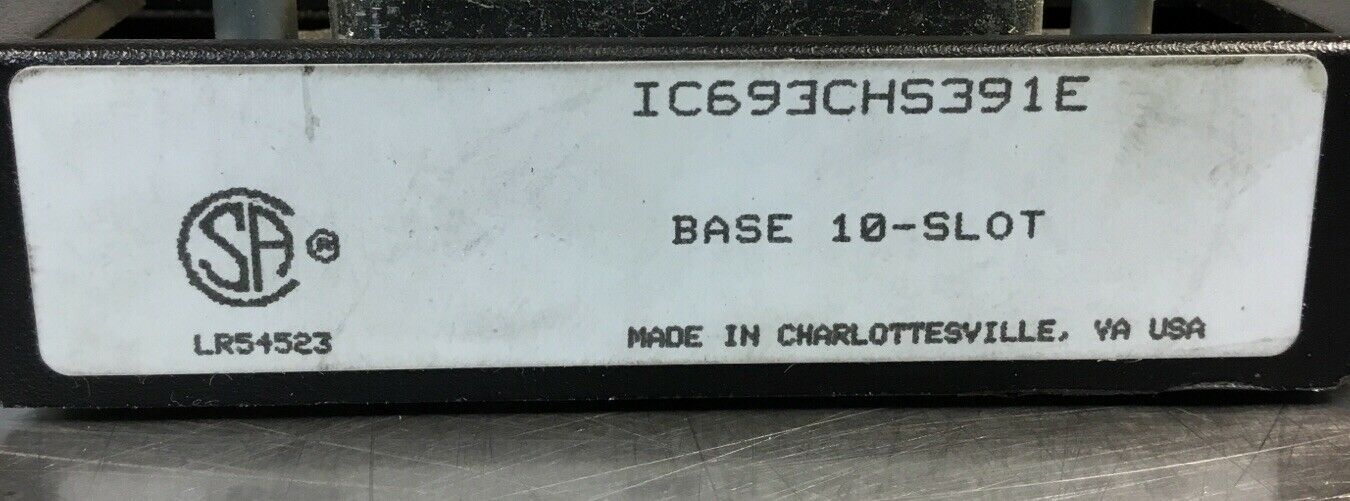 IC693CHS391E
BASE 10-SLOT
SA ®
LR54523
MADE IN CHARLOTTESVILLE, VA USA